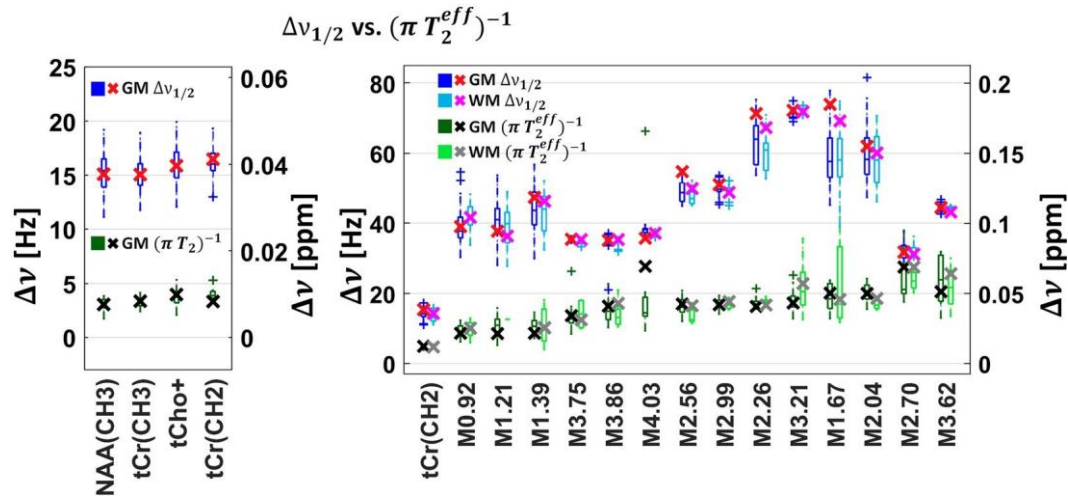 Δν1/2 vs. (π T2eff)−1
25
20
15
10
5
0
Δν [Hz]
GM Δν1/2
GM (π T2)−1
0.06
0.04
0.02
0
Δν [ppm]
NAA(CH3)
tCr(CH3)
tCho+
tCr(CH2)
80
60
40
20
0
Δν [Hz]
GM Δν1/2
WM Δν1/2
GM (π T2eff)−1
WM (π T2eff)−1
0.2
0.15
0.1
0.05
0
Δν [ppm]
tCr(CH2)
M0.92
M1.21
M1.39
M3.75
M3.86
M4.03
M2.56
M2.99
M2.26
M3.21
M1.67
M2.04
M2.70
M3.62